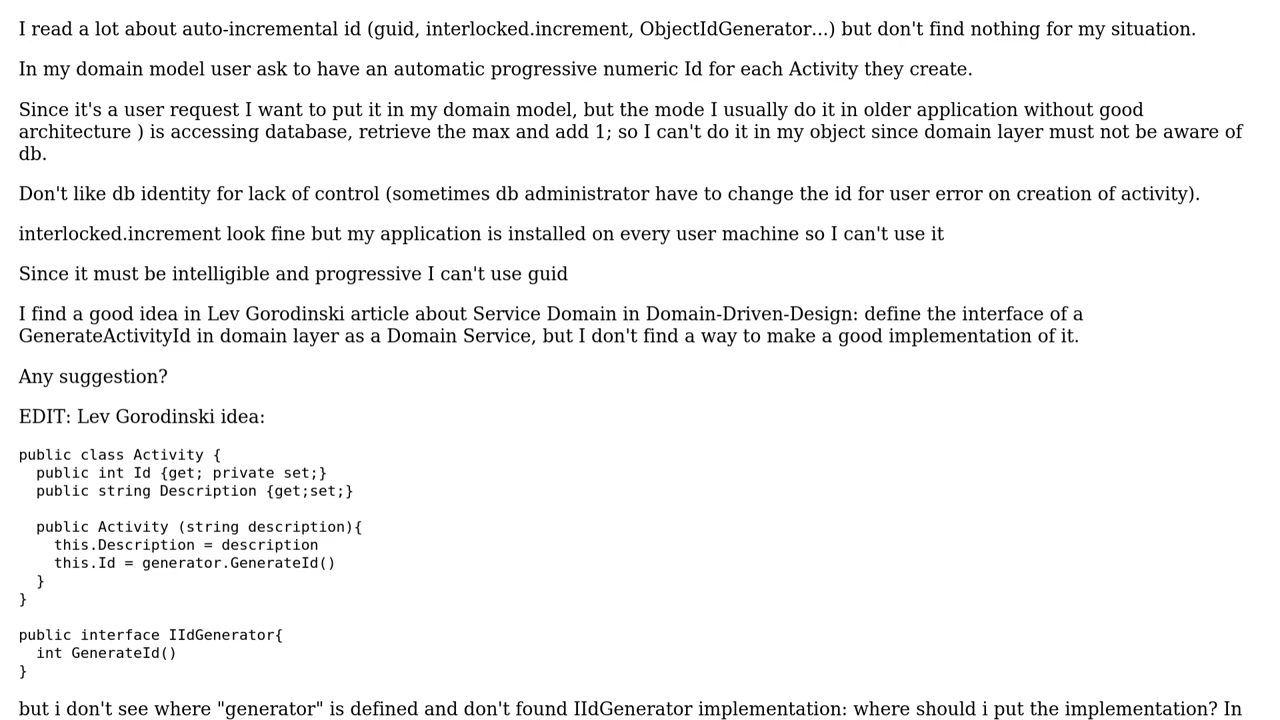 I read a lot about auto-incremental id (guid, interlocked.increment, ObjectIdGenerator...) but don't find nothing for my situation.
In my domain model user ask to have an automatic progressive numeric Id for each Activity they create.
Since it's a user request I want to put it in my domain model, but the mode I usually do it in older application without good
architecture ) is accessing database, retrieve the max and add 1; so I can't do it in my object since domain layer must not be aware of
db.
Don't like db identity for lack of control (sometimes db administrator have to change the id for user error on creation of activity).
interlocked.increment look fine but my application is installed on every user machine so I can't use it
Since it must be intelligible and progressive I can't use guid
I find a good idea in Lev Gorodinski article about Service Domain in Domain-Driven-Design: define the interface of a
GenerateActivityId in domain layer as a Domain Service, but I don't find a way to make a good implementation of it.
Any suggestion?
EDIT: Lev Gorodinski idea:
public class Activity {
  public int Id {get; private set;}
  public string Description {get;set;}
  public Activity (string description){
    this.Description = description
    this.Id = generator.GenerateId()
  }
}
public interface IIdGenerator{
  int GenerateId()
}
but i don't see where "generator" is defined and don't found IIdGenerator implementation: where should i put the implementation? In